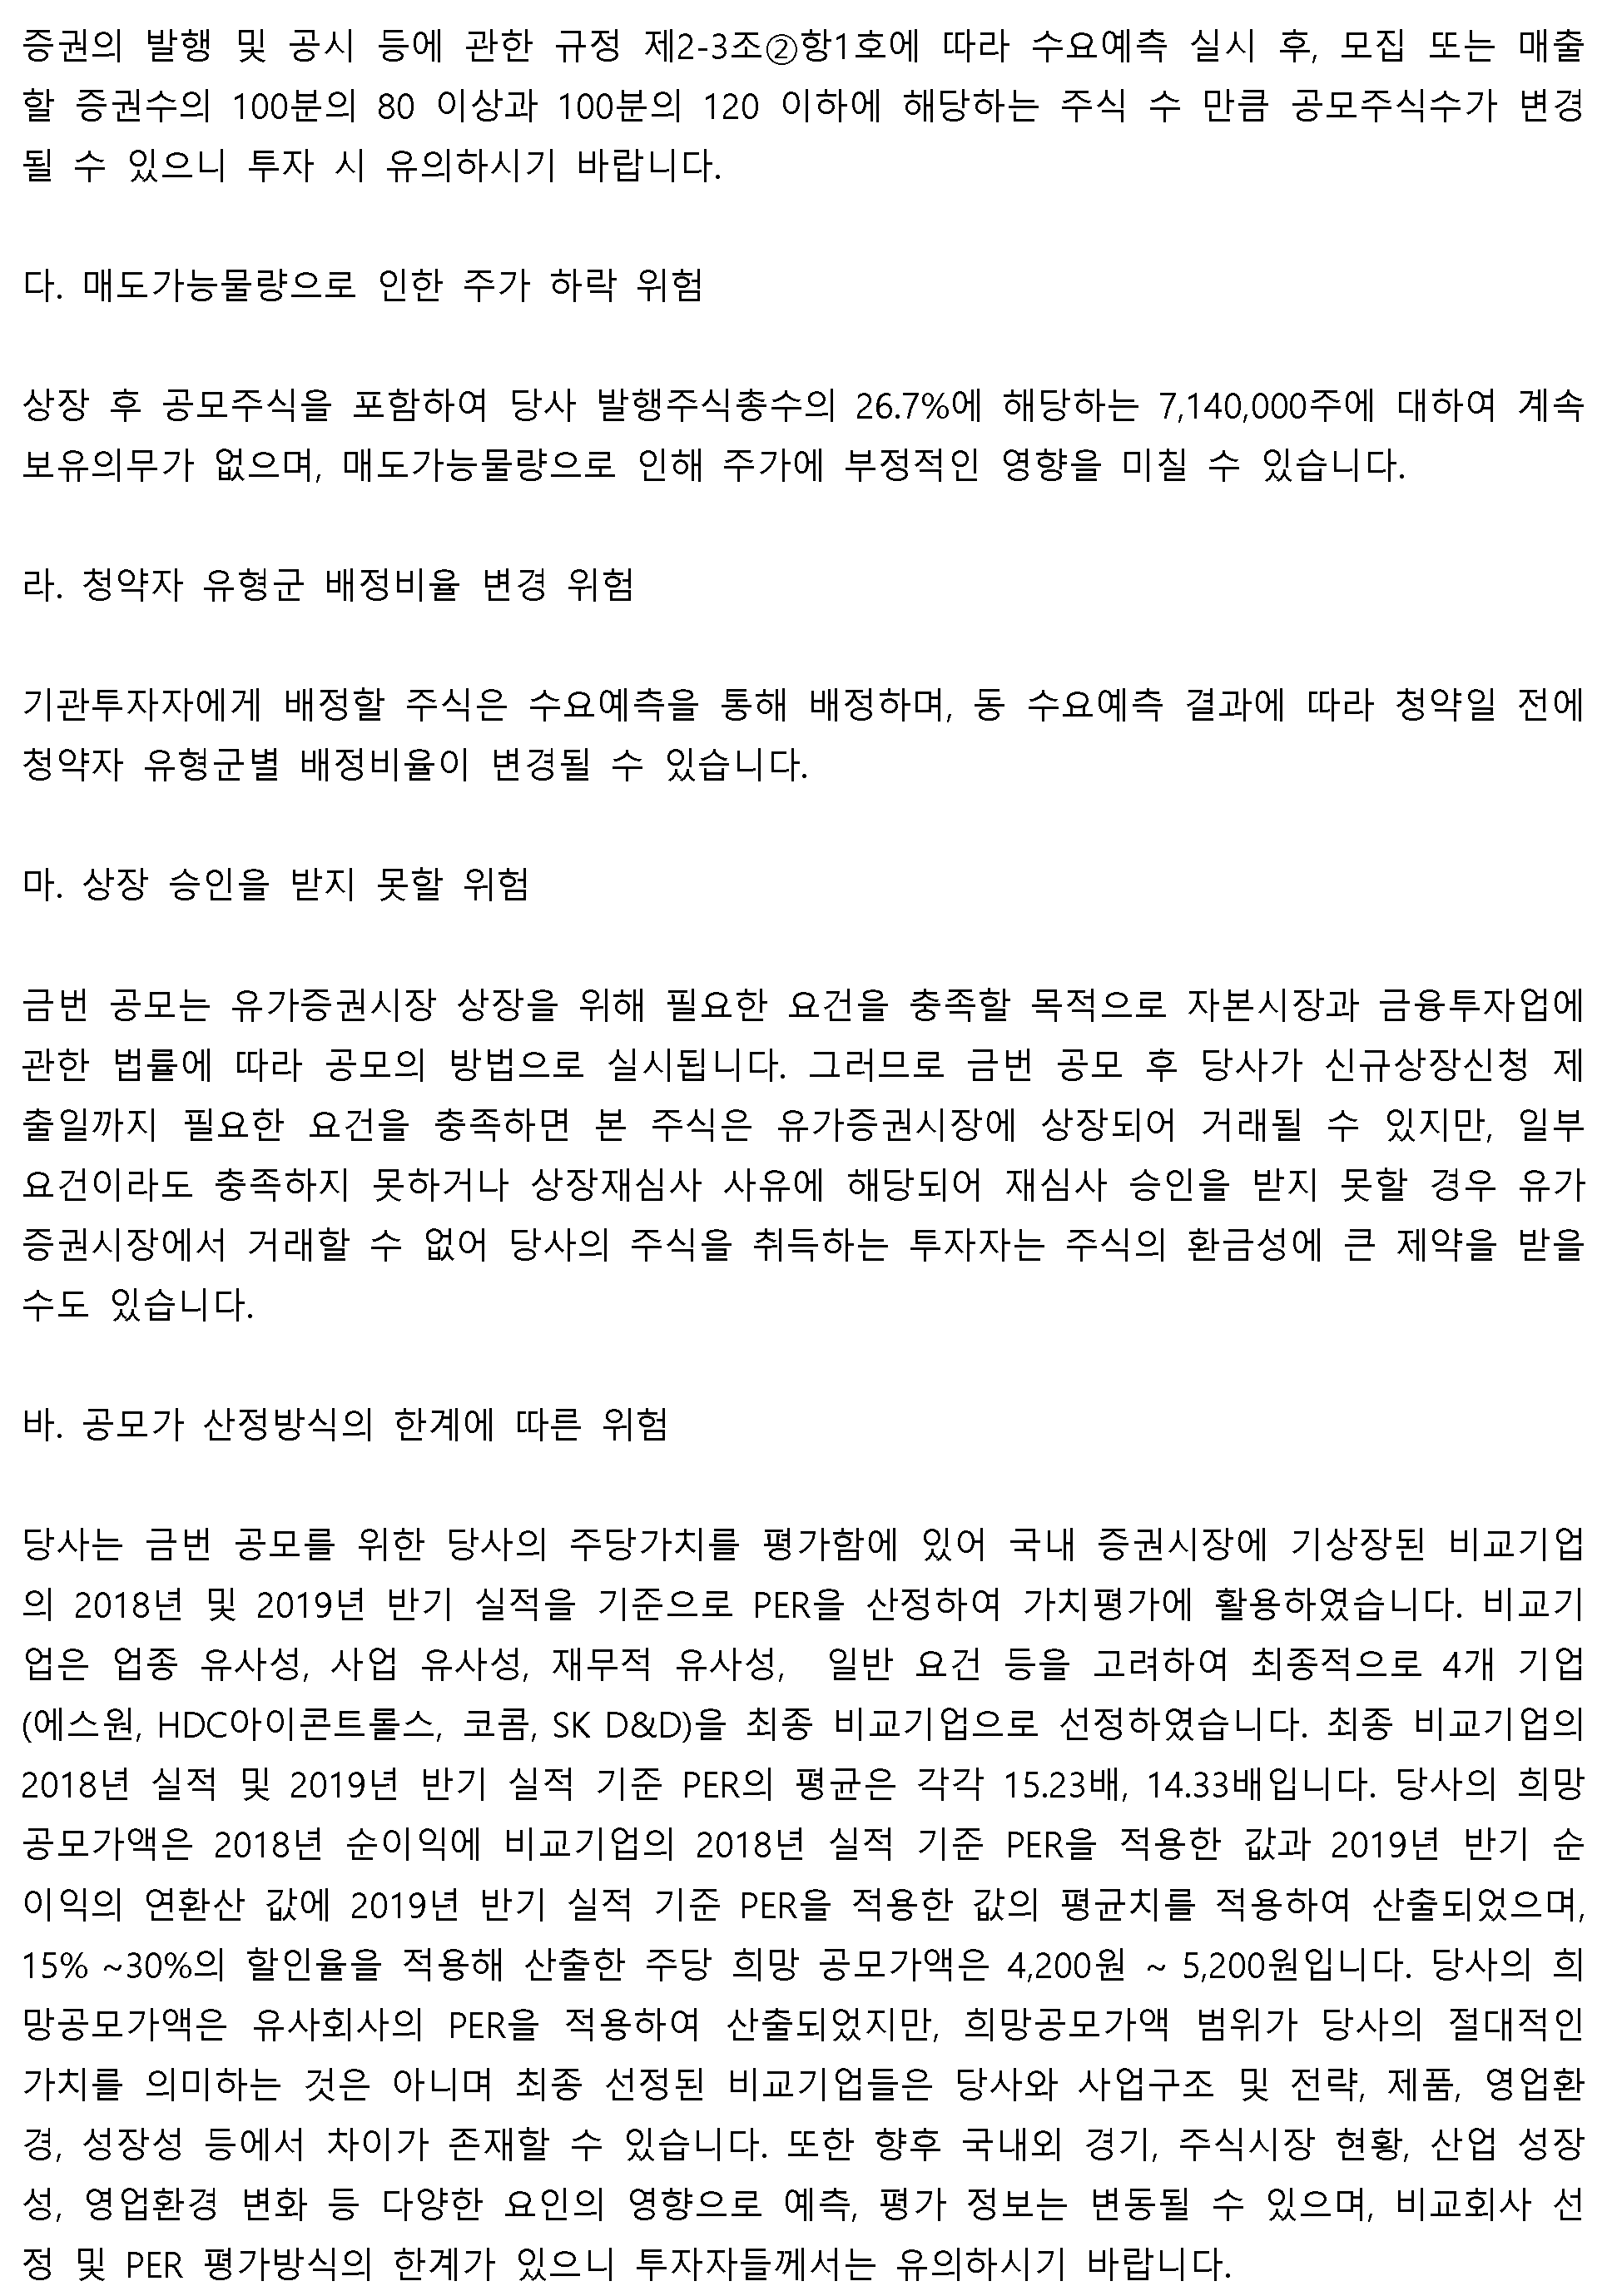 증권의 발행 및 공시 등에 관한 규정 제2-3조②항1호에 따라 수요예측 실시 후, 모집 또는 매출
할 증권수의 100분의 80 이상과 100분의 120 이하에 해당하는 주식 수 만큼 공모주식수가 변경
될 수 있으니 투자 시 유의하시기 바랍니다.
다. 매도가능물량으로 인한 주가 하락 위험
상장 후 공모주식을 포함하여 당사 발행주식총수의 26.7%에 해당하는 7,140,000주에 대하여 계속
보유의무가 없으며, 매도가능물량으로 인해 주가에 부정적인 영향을 미칠 수 있습니다.
라. 청약자 유형군 배정비율 변경 위험
기관투자자에게 배정할 주식은 수요예측을 통해 배정하며, 동 수요예측 결과에 따라 청약일 전에
청약자 유형군별 배정비율이 변경될 수 있습니다.
마. 상장 승인을 받지 못할 위험
금번 공모는 유가증권시장 상장을 위해 필요한 요건을 충족할 목적으로 자본시장과 금융투자업에
관한 법률에 따라 공모의 방법으로 실시됩니다. 그러므로 금번 공모 후 당사가 신규상장신청 제
출일까지 필요한 요건을 충족하면 본 주식은 유가증권시장에 상장되어 거래될 수 있지만, 일부
요건이라도 충족하지 못하거나 상장재심사 사유에 해당되어 재심사 승인을 받지 못할 경우 유가
증권시장에서 거래할 수 없어 당사의 주식을 취득하는 투자자는 주식의 환금성에 큰 제약을 받을
수도 있습니다.
바. 공모가 산정방식의 한계에 따른 위험
당사는 금번 공모를 위한 당사의 주당가치를 평가함에 있어 국내 증권시장에 기상장된 비교기업
의 2018년 및 2019년 반기 실적을 기준으로 PER을 산정하여 가치평가에 활용하였습니다. 비교기
업은 업종 유사성, 사업 유사성, 재무적 유사성, 일반 요건 등을 고려하여 최종적으로 4개 기업
(에스원, HDC아이콘트롤스, 코콤, SK D&D)을 최종 비교기업으로 선정하였습니다. 최종 비교기업의
2018년 실적 및 2019년 반기 실적 기준 PER의 평균은 각각 15.23배, 14.33배입니다. 당사의 희망
공모가액은 2018년 순이익에 비교기업의 2018년 실적 기준 PER을 적용한 값과 2019년 반기 순
이익의 연환산 값에 2019년 반기 실적 기준 PER을 적용한 값의 평균치를 적용하여 산출되었으며,
15% ~30%의 할인율을 적용해 산출한 주당 희망 공모가액은 4,200원 ~ 5,200원입니다. 당사의 희
망공모가액은 유사회사의 PER을 적용하여 산출되었지만, 희망공모가액 범위가 당사의 절대적인
가치를 의미하는 것은 아니며 최종 선정된 비교기업들은 당사와 사업구조 및 전략, 제품, 영업환
경, 성장성 등에서 차이가 존재할 수 있습니다. 또한 향후 국내외 경기, 주식시장 현황, 산업 성장
성, 영업환경 변화 등 다양한 요인의 영향으로 예측, 평가 정보는 변동될 수 있으며, 비교회사 선
정 및 PER 평가방식의 한계가 있으니 투자자들께서는 유의하시기 바랍니다.